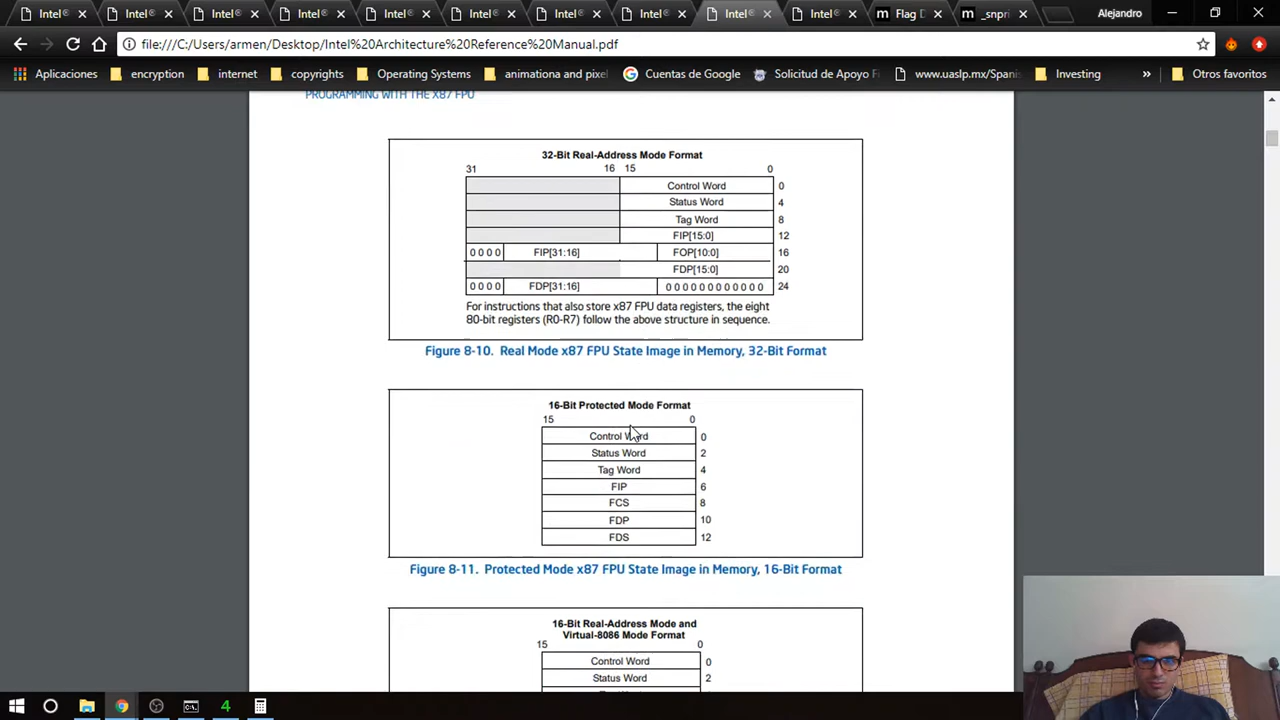 Intel® Intel® Intel® Intel® Intel® Intel® Intel® Intel® Intel® Intel® Flag D _snpri Alejandro
file:///C:/Users/armen/Desktop/Intel%20Architecture%20Reference%20Manual.pdf
Aplicaciones encryption internet copyrights Operating Systems animationa and pixel Cuentas de Google Solicitud de Apoyo Fi www.uaslp.mx/Spanis Investing » Otros favoritos
PROGRAMMING WITH THE X87 FPU
32-Bit Real-Address Mode Format
31 16 15 0
Control Word 0
Status Word 4
Tag Word 8
FIP[15:0] 12
0 0 0 0 FIP[31:16] FOP[10:0] 16
FDP[15:0] 20
0 0 0 0 FDP[31:16] 0 0 0 0 0 0 0 0 0 0 0 0 24
For instructions that also store x87 FPU data registers, the eight
80-bit registers (R0-R7) follow the above structure in sequence.
Figure 8-10. Real Mode x87 FPU State Image in Memory, 32-Bit Format
16-Bit Protected Mode Format
15 0
Control Word 0
Status Word 2
Tag Word 4
FIP 6
FCS 8
FDP 10
FDS 12
Figure 8-11. Protected Mode x87 FPU State Image in Memory, 16-Bit Format
16-Bit Real-Address Mode and
Virtual-8086 Mode Format
15 0
Control Word 0
Status Word 2
4